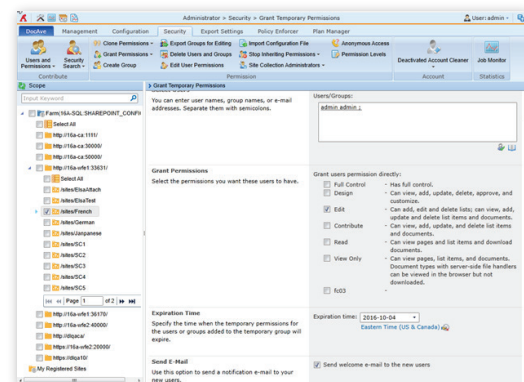 Administrator > Security > Grant Temporary Permissions
User: admin
DocAve Management Configuration Security Export Settings Policy Enforcer Plan Manager
Users and Permissions
Security Search
Clone Permissions
Grant Permissions
Create Group
Export Groups for Editing
Delete Users and Groups
Edit User Permissions
Import Configuration File
Stop Inheriting Permissions
Site Collection Administrators
Anonymous Access
Permission Levels
Deactivated Account Cleaner
Job Monitor
Contribute Permission Account Statistics
Scope
Grant Temporary Permissions
Input Keyword
Farm(16A-SQL:SHAREPOINT_CONFI
Select All
http://16a-ca:1111/
http://16a-ca:30000/
http://16a-ca:50000/
http://16a-wfe1:33631/
Select All
/sites/ElsaAttach
/sites/ElsaTest
/sites/French
/sites/German
/sites/Janpanese
/sites/SC1
/sites/SC2
/sites/SC3
/sites/SC4
/sites/SC5
Page 1 of 2
http://16a-wfe1:36170/
http://16a-wfe2:40000/
http://diqaca/
https://16a-wfe2:20000/
https://diqa10/
My Registered Sites
You can enter user names, group names, or e-mail
addresses. Separate them with semicolons.
Users/Groups:
admin admin ;
Grant Permissions
Select the permissions you want these users to have.
Grant users permission directly:
Full Control - Has full control.
Design - Can view, add, update, delete, approve, and
customize.
Edit - Can add, edit and delete lists; can view, add,
update and delete list items and documents.
Contribute - Can view, add, update, and delete list items
and documents.
Read - Can view pages and list items and download
documents.
View Only - Can view pages, list items, and documents.
Document types with server-side file handlers
can be viewed in the browser but not
downloaded.
fc03 -
Expiration Time
Specify the time when the temporary permissions for
the users or groups added to the temporary group will
expire.
Expiration time: 2016-10-04
Eastern Time (US & Canada)
Send E-Mail
Use this option to send a notification e-mail to your
new users.
Send welcome e-mail to the new users